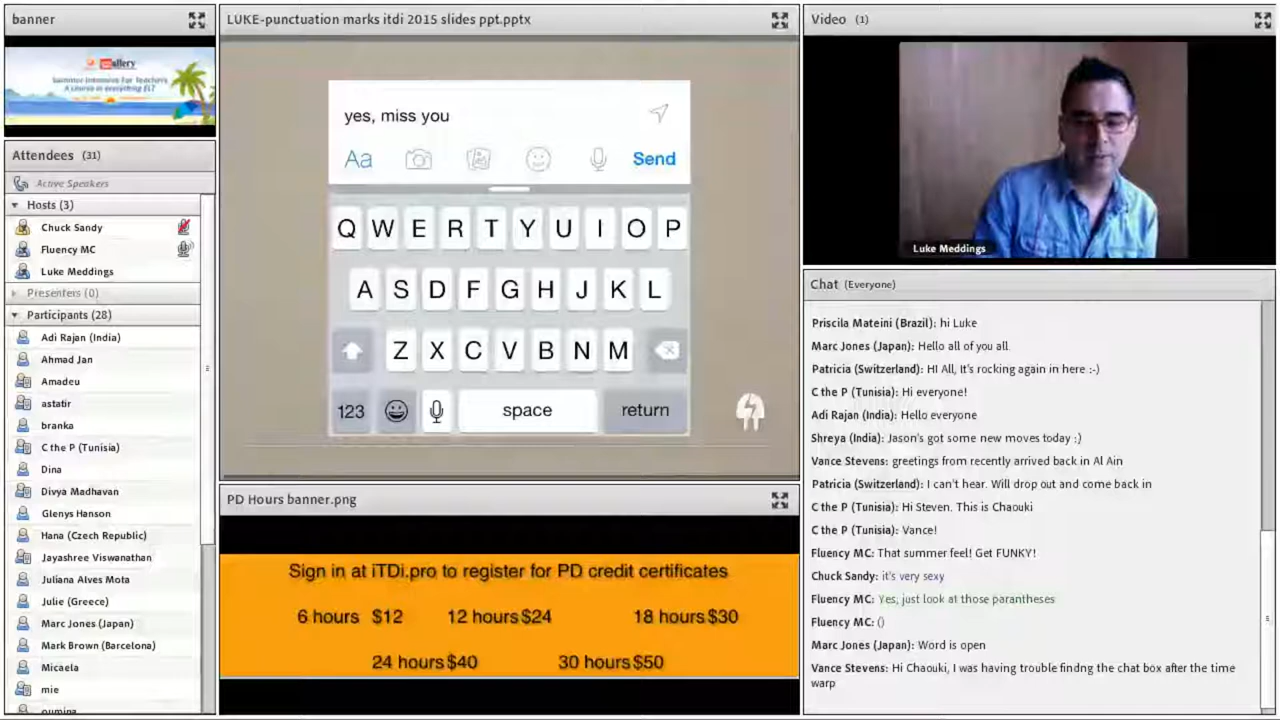 banner
allery
Summer Intensive For Teachers
A course in everything ELT
Attendees (31)
Active Speakers
Hosts (3)
Chuck Sandy
Fluency MC
Luke Meddings
Presenters (0)
Participants (28)
Adi Rajan (India)
Ahmad Jan
Amadeu
astatir
branka
C the P (Tunisia)
Dina
Divya Madhavan
Glenys Hanson
Hana (Czech Republic)
Jayashree Viswanathan
Juliana Alves Mota
Julie (Greece)
Marc Jones (Japan)
Mark Brown (Barcelona)
Micaela
mie
oumina
LUKE-punctuation marks itdi 2015 slides ppt.pptx
yes, miss you
Aa Send
Q W E R T Y U I O P
A S D F G H J K L
Z X C V B N M
123 space return
PD Hours banner.png
Sign in at iTDi.pro to register for PD credit certificates
6 hours $12 12 hours $24 18 hours $30
24 hours $40 30 hours $50
Video (1)
Luke Meddings
Chat (Everyone)
Priscila Mateini (Brazil): hi Luke
Marc Jones (Japan): Hello all of you all.
Patricia (Switzerland): HI All, It's rocking again in here :-)
C the P (Tunisia): Hi everyone!
Adi Rajan (India): Hello everyone
Shreya (India): Jason's got some new moves today :)
Vance Stevens: greetings from recently arrived back in Al Ain
Patricia (Switzerland): I can't hear. Will drop out and come back in
C the P (Tunisia): Hi Steven. This is Chaouki
C the P (Tunisia): Vance!
Fluency MC: That summer feel! Get FUNKY!
Chuck Sandy: it's very sexy
Fluency MC: Yes, just look at those parantheses
Fluency MC: ()
Marc Jones (Japan): Word is open
Vance Stevens: Hi Chaouki, I was having trouble findng the chat box after the time
warp